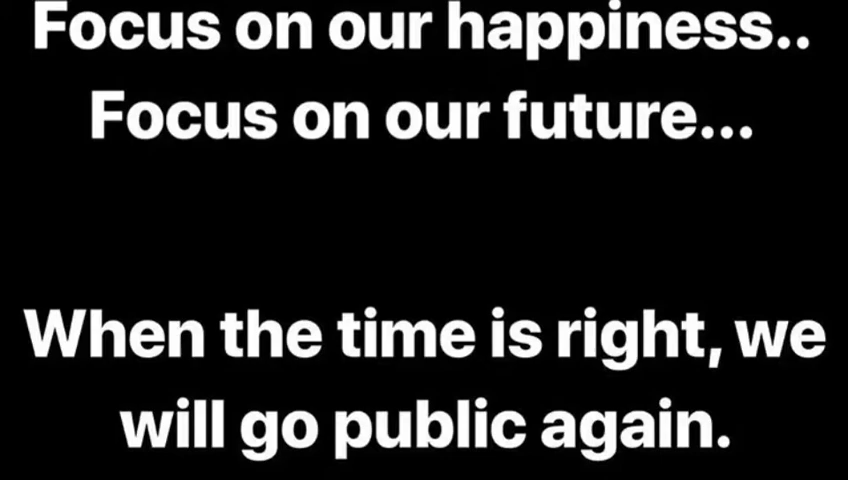 Focus on our happiness..
Focus on our future...
When the time is right, we
will go public again.